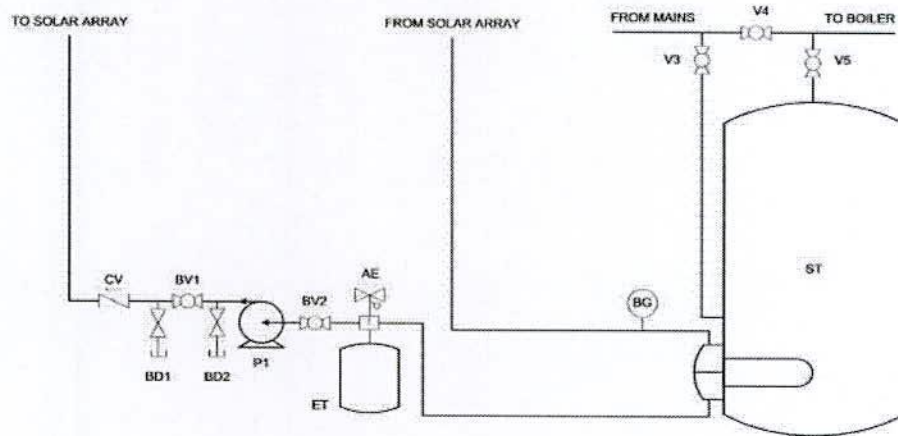 TO SOLAR ARRAY
FROM SOLAR ARRAY
FROM MAINS
V4
TO BOILER
V3
V5
ST
CV
BV1
AE
BV2
BG
BD1
BD2
P1
ET